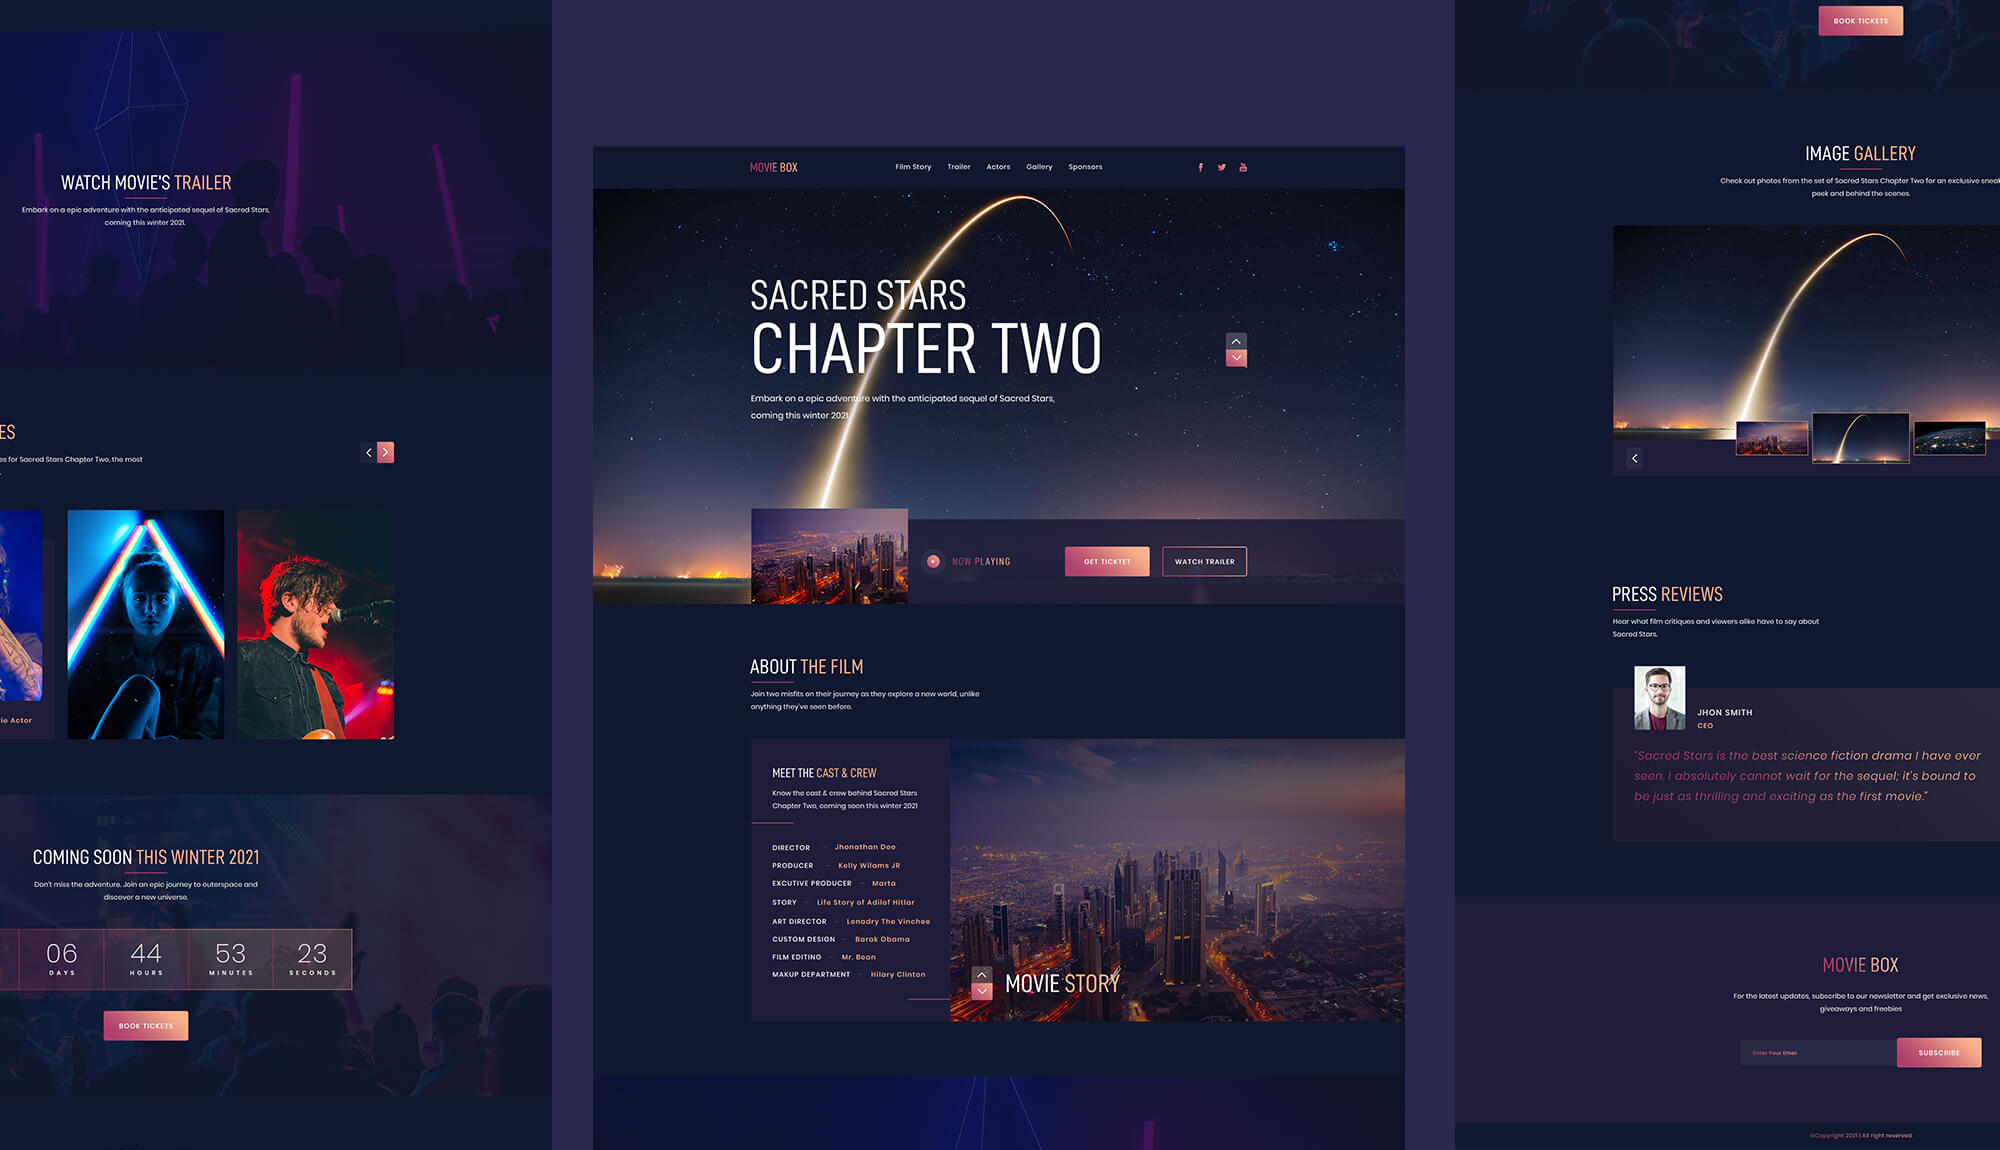 WATCH MOVIE'S TRAILER
Embark on a epic adventure with the anticipated sequel of Sacred Stars,
coming this winter 2021.
ES
es for Sacred Stars Chapter Two, the most
.
ie Actor
COMING SOON THIS WINTER 2021
Don't miss the adventure. Join an epic journey to outerspace and
discover a new universe.
06 44 53 23
DAYS HOURS MINUTES SECONDS
BOOK TICKETS
MOVIE BOX
Film Story Trailer Actors Gallery Sponsors
SACRED STARS
CHAPTER TWO
Embark on a epic adventure with the anticipated sequel of Sacred Stars,
coming this winter 2021.
NOW PLAYING
GET TICKTET
WATCH TRAILER
ABOUT THE FILM
Join two misfits on their journey as they explore a new world, unlike
anything they've seen before.
MEET THE CAST & CREW
Know the cast & crew behind Sacred Stars
Chapter Two, coming soon this winter 2021
DIRECTOR – Jhonathan Doe
PRODUCER – Kelly Wilams JR
EXCUTIVE PRODUCER – Marta
STORY – Life Story of Adilof Hitlar
ART DIRECTOR – Lenadry The Vinchee
CUSTOM DESIGN – Barak Obama
FILM EDITING – Mr. Bean
MAKUP DEPARTMENT – Hilary Clinton
MOVIE STORY
BOOK TICKETS
IMAGE GALLERY
Check out photos from the set of Sacred Stars Chapter Two for an exclusive sneak
peek and behind the scenes.
PRESS REVIEWS
Hear what film critiques and viewers alike have to say about
Sacred Stars.
JHON SMITH
CEO
"Sacred Stars is the best science fiction drama I have ever
seen. I absolutely cannot wait for the sequel; it's bound to
be just as thrilling and exciting as the first movie."
MOVIE BOX
For the latest updates, subscribe to our newsletter and get exclusive news,
giveaways and freebies
Enter Your Emai
SUBSCRIBE
©Copyright 2021 | All right reserved